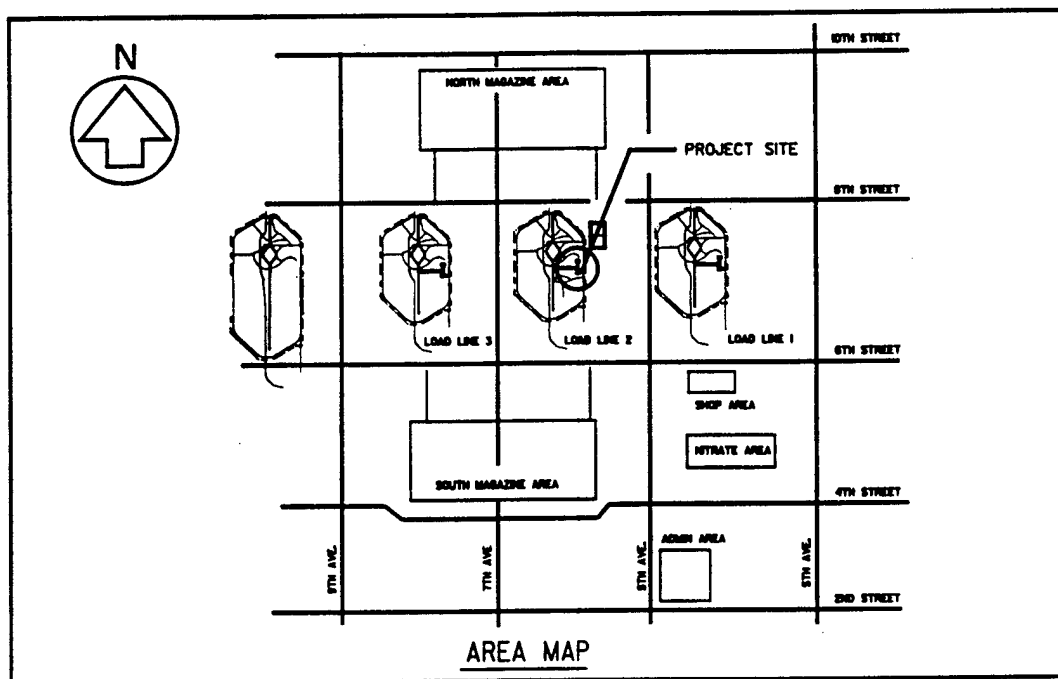 10TH STREET
N
NORTH MAGAZINE AREA
PROJECT SITE
8TH STREET
LOAD LINE 3
LOAD LINE 2
LOAD LINE 1
6TH STREET
SHOP AREA
NITRATE AREA
SOUTH MAGAZINE AREA
4TH STREET
9TH AVE.
7TH AVE
5TH AVE.
5TH AVE.
ADMIN AREA
2ND STREET
AREA MAP